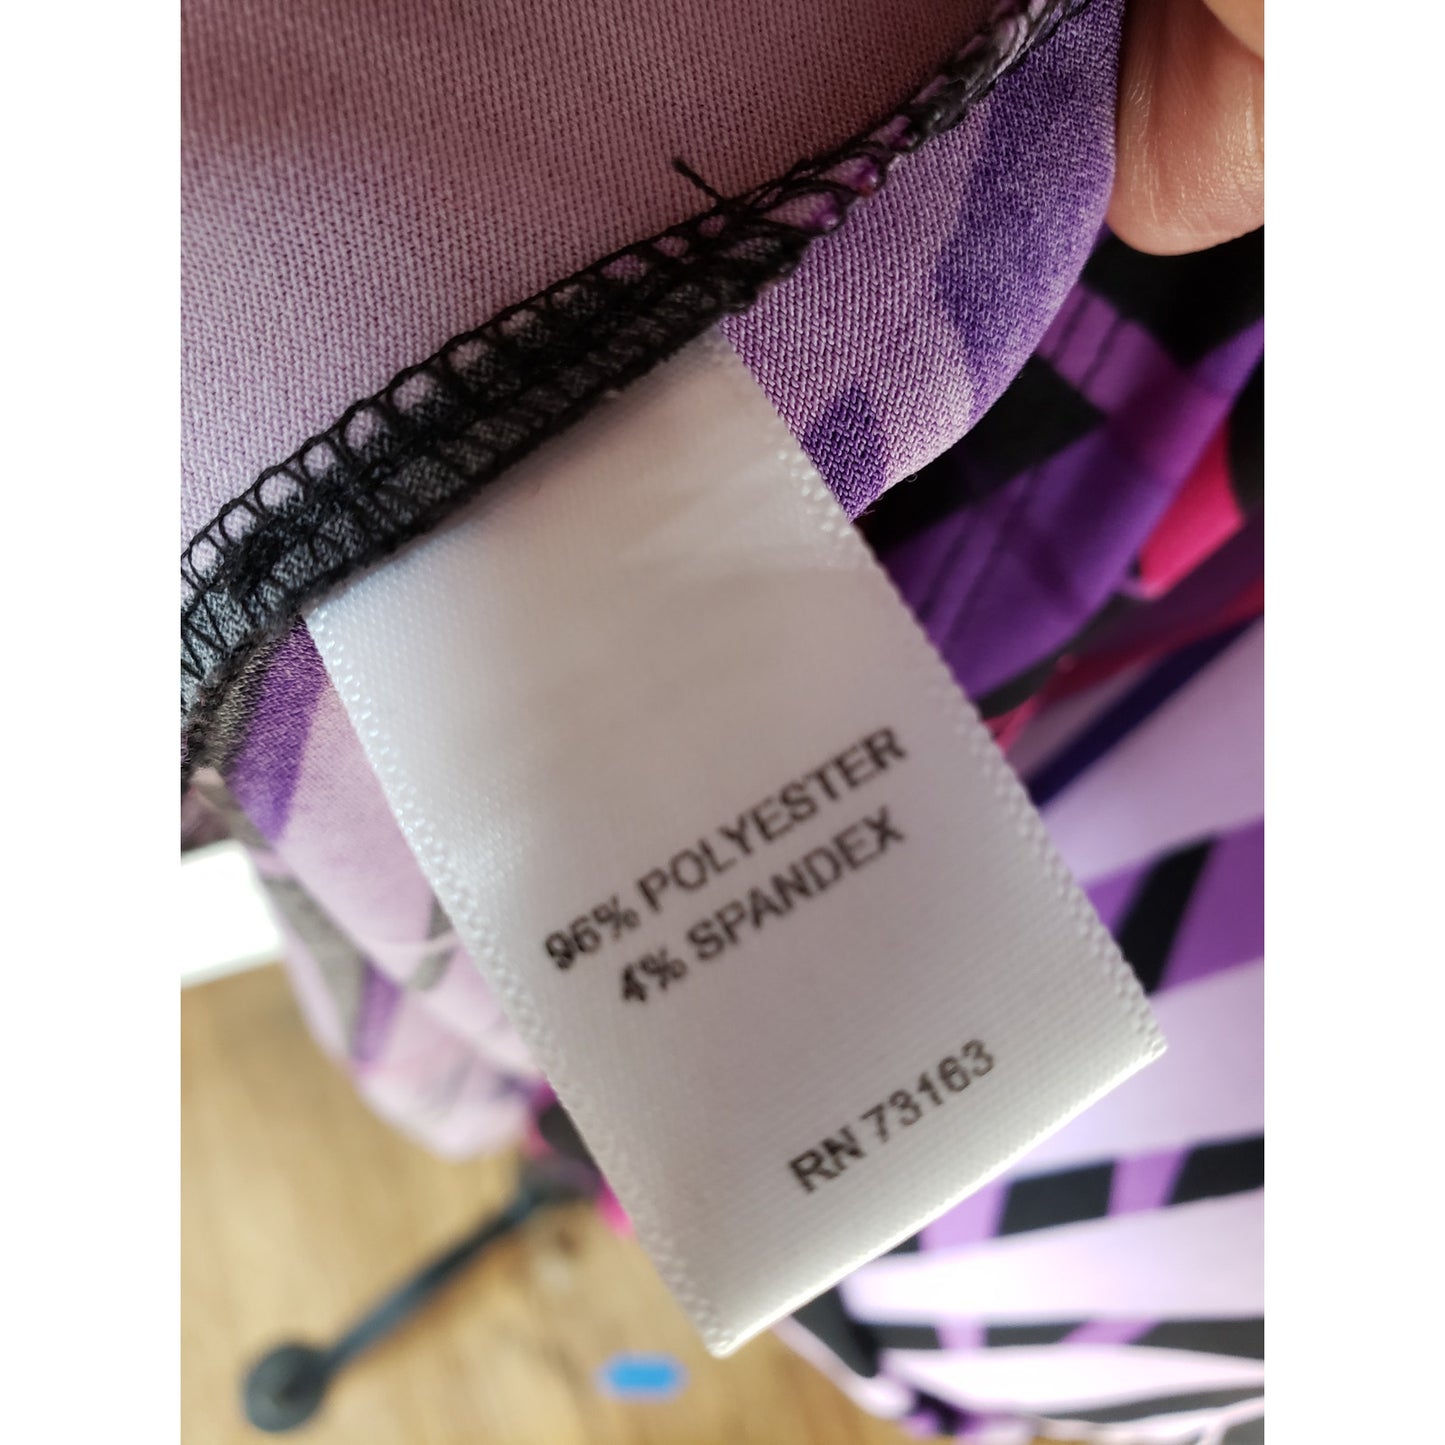 96% POLYESTER
4% SPANDEX
RN 73163